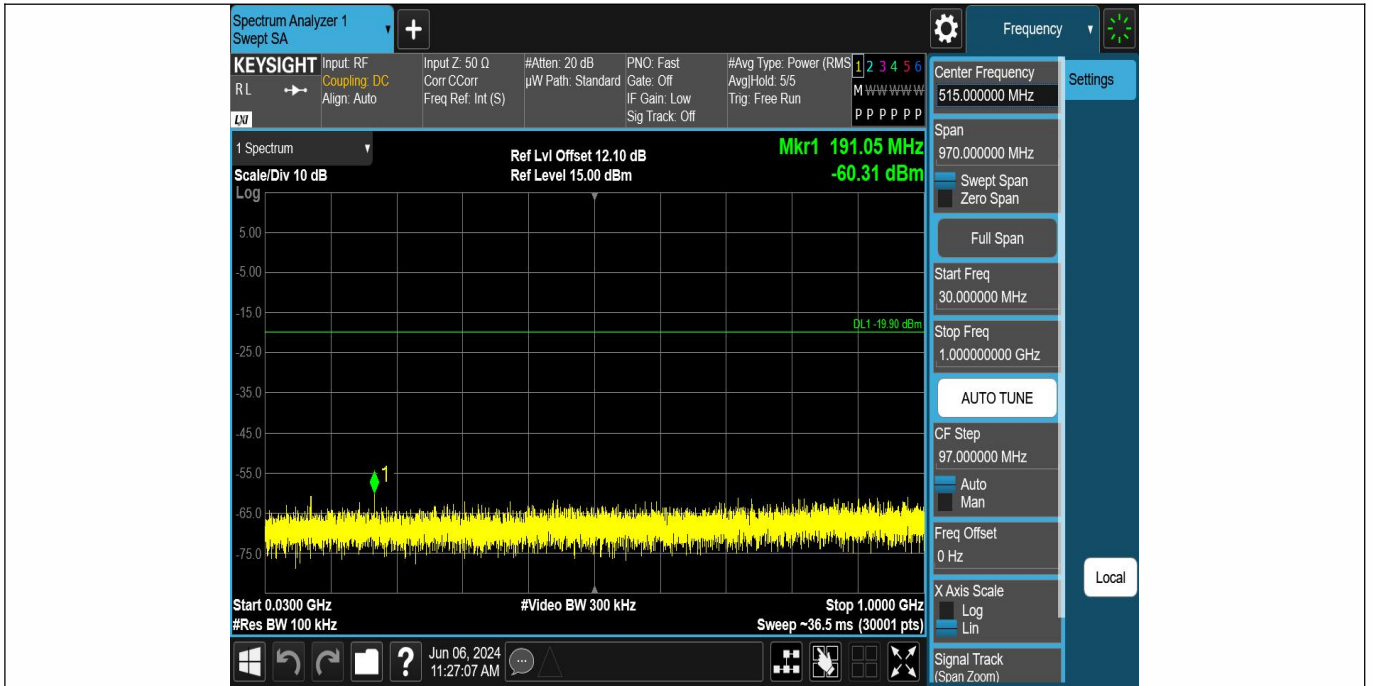 Spectrum Analyzer 1
Swept SA
+
Frequency
KEYSIGHT
R L
LXI
Input: RF
Coupling: DC
Align: Auto
Input Z: 50 Ω
Corr CCorr
Freq Ref: Int (S)
#Atten: 20 dB
µW Path: Standard
PNO: Fast
Gate: Off
IF Gain: Low
Sig Track: Off
#Avg Type: Power (RMS
Avg|Hold: 5/5
Trig: Free Run
1 2 3 4 5 6
M W W W W W
P P P P P P
1 Spectrum
Scale/Div 10 dB
Ref Lvl Offset 12.10 dB
Ref Level 15.00 dBm
Mkr1 191.05 MHz
-60.31 dBm
Log
5.00
-5.00
-15.0
DL1 -19.90 dBm
-25.0
-35.0
-45.0
-55.0
1
-65.0
-75.0
Start 0.0300 GHz
#Res BW 100 kHz
#Video BW 300 kHz
Stop 1.0000 GHz
Sweep ~36.5 ms (30001 pts)
Jun 06, 2024
11:27:07 AM
?
Center Frequency
515.000000 MHz
Settings
Span
970.000000 MHz
Swept Span
Zero Span
Full Span
Start Freq
30.000000 MHz
Stop Freq
1.000000000 GHz
AUTO TUNE
CF Step
97.000000 MHz
Auto
Man
Freq Offset
0 Hz
Local
X Axis Scale
Log
Lin
Signal Track
(Span Zoom)